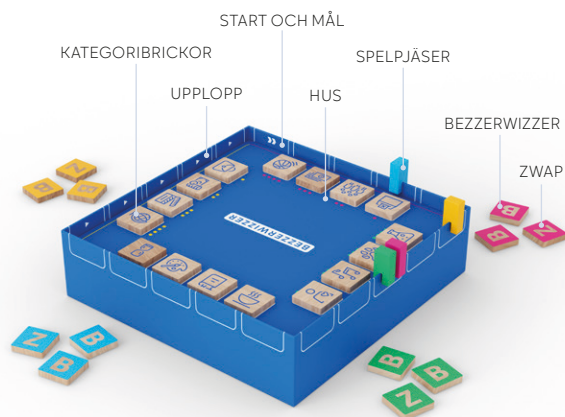 START OCH MÅL
KATEGORIBRICKOR
SPELPJÄSER
UPPLOPP
HUS
BEZZERWIZZER
ZWAP
Z
B
B
B
B
Z
BEZZERWIZZER
Z
B
B
B
B
Z